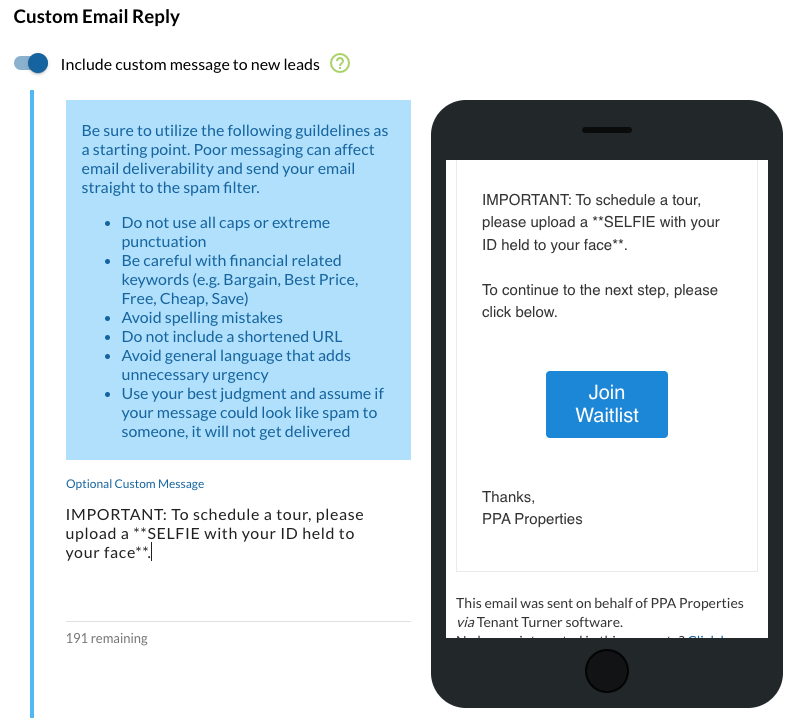 Custom Email Reply
Include custom message to new leads ?
Be sure to utilize the following guildelines as
a starting point. Poor messaging can affect
email deliverability and send your email
straight to the spam filter.
• Do not use all caps or extreme
punctuation
• Be careful with financial related
keywords (e.g. Bargain, Best Price,
Free, Cheap, Save)
• Avoid spelling mistakes
• Do not include a shortened URL
• Avoid general language that adds
unnecessary urgency
• Use your best judgment and assume if
your message could look like spam to
someone, it will not get delivered
Optional Custom Message
IMPORTANT: To schedule a tour, please
upload a **SELFIE with your ID held to
your face**.
191 remaining
IMPORTANT: To schedule a tour,
please upload a **SELFIE with your
ID held to your face**.
To continue to the next step, please
click below.
Join
Waitlist
Thanks,
PPA Properties
This email was sent on behalf of PPA Properties
via Tenant Turner software.